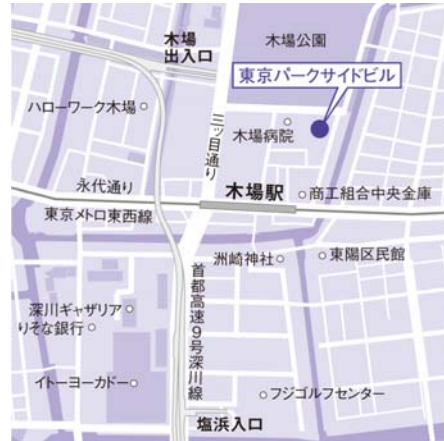 木場
出入口
木場公園
東京パークサイドビル
ハローワーク木場
三ッ目通り
木場病院
永代通り
木場駅
商工組合中央金庫
東京メトロ東西線
洲崎神社
東陽区民館
首都高速9号深川線
深川ギャザリア
りそな銀行
イトーヨーカドー
フジゴルフセンター
塩浜入口